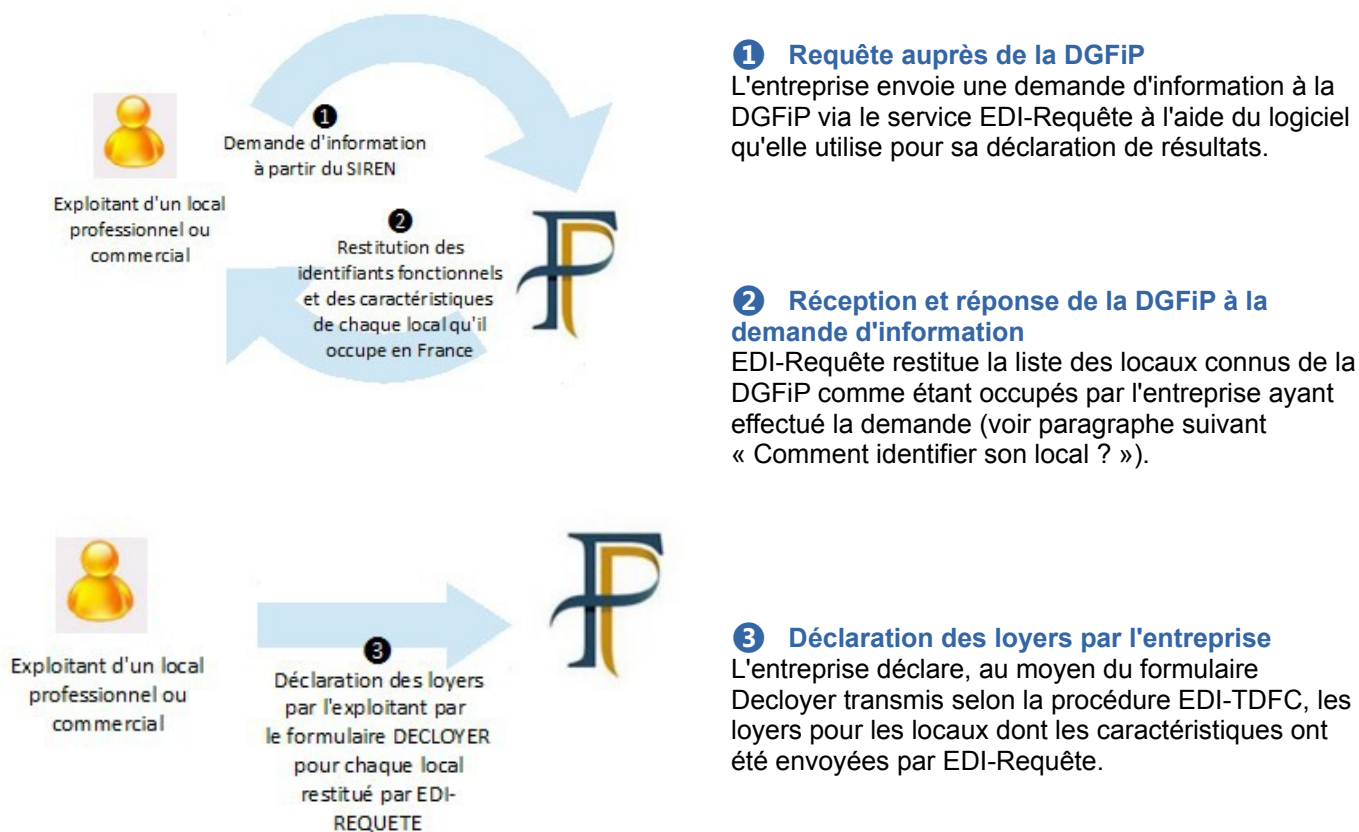 ❶
Demande d'information
à partir du SIREN
Exploitant d'un local
professionnel ou
commercial
❷
Restitution des
identifiants fonctionnels
et des caractéristiques
de chaque local qu'il
occupe en France
❶ Requête auprès de la DGFiP
L'entreprise envoie une demande d'information à la
DGFiP via le service EDI-Requête à l'aide du logiciel
qu'elle utilise pour sa déclaration de résultats.
❷ Réception et réponse de la DGFiP à la
demande d'information
EDI-Requête restitue la liste des locaux connus de la
DGFiP comme étant occupés par l'entreprise ayant
effectué la demande (voir paragraphe suivant
« Comment identifier son local ? »).
Exploitant d'un local
professionnel ou
commercial
❸
Déclaration des loyers
par l'exploitant par
le formulaire DECLOYER
pour chaque local
restitué par EDI-
REQUETE
❸ Déclaration des loyers par l'entreprise
L'entreprise déclare, au moyen du formulaire
Decloyer transmis selon la procédure EDI-TDFC, les
loyers pour les locaux dont les caractéristiques ont
été envoyées par EDI-Requête.